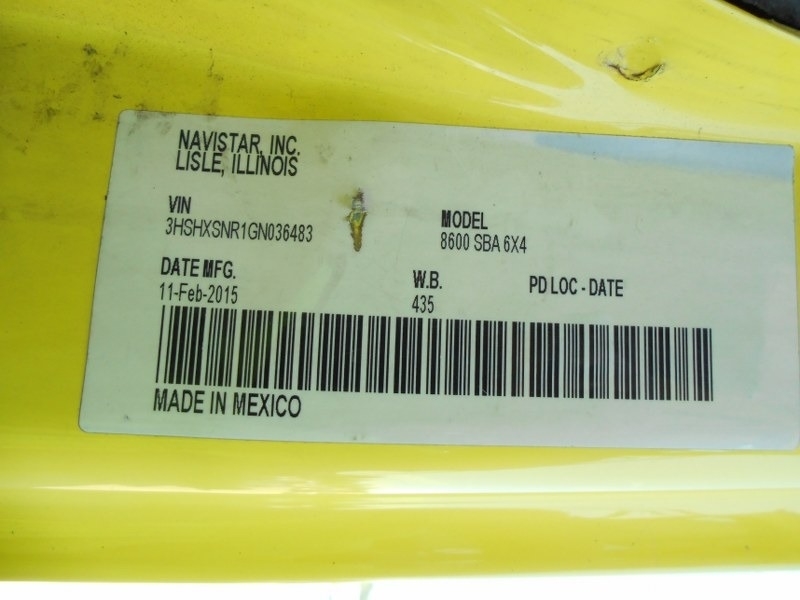 NAVISTAR, INC.
LISLE, ILLINOIS
VIN
3HSHXSNR1GN036483
MODEL
8600 SBA 6X4
DATE MFG.
11-Feb-2015
W.B.
435
PD LOC - DATE
MADE IN MEXICO